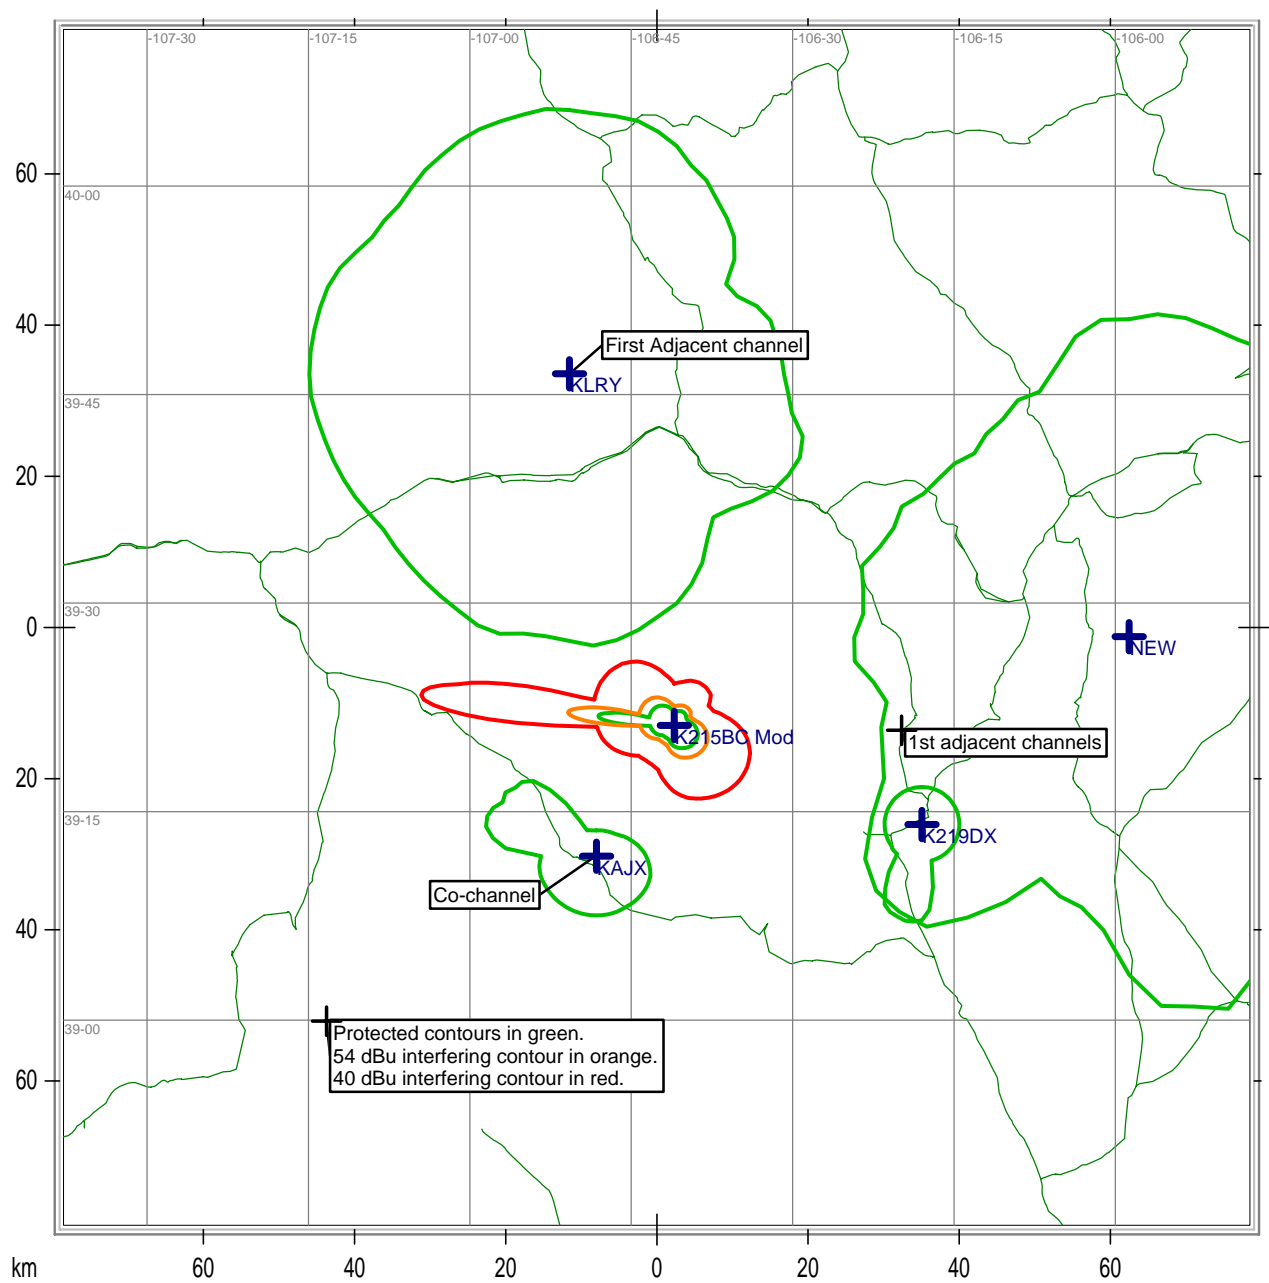 -107-30 -107-15 -107-00 -106-45 -106-30 -106-15 -106-00
60
40-00
40
First Adjacent channel
KLRY
39-45
20
39-30
0
NEW
K215BC Mod
1st adjacent channels
20
39-15
K219DX
KAJX
Co-channel
40
39-00
Protected contours in green.
54 dBu interfering contour in orange.
40 dBu interfering contour in red.
60
km 60 40 20 0 20 40 60